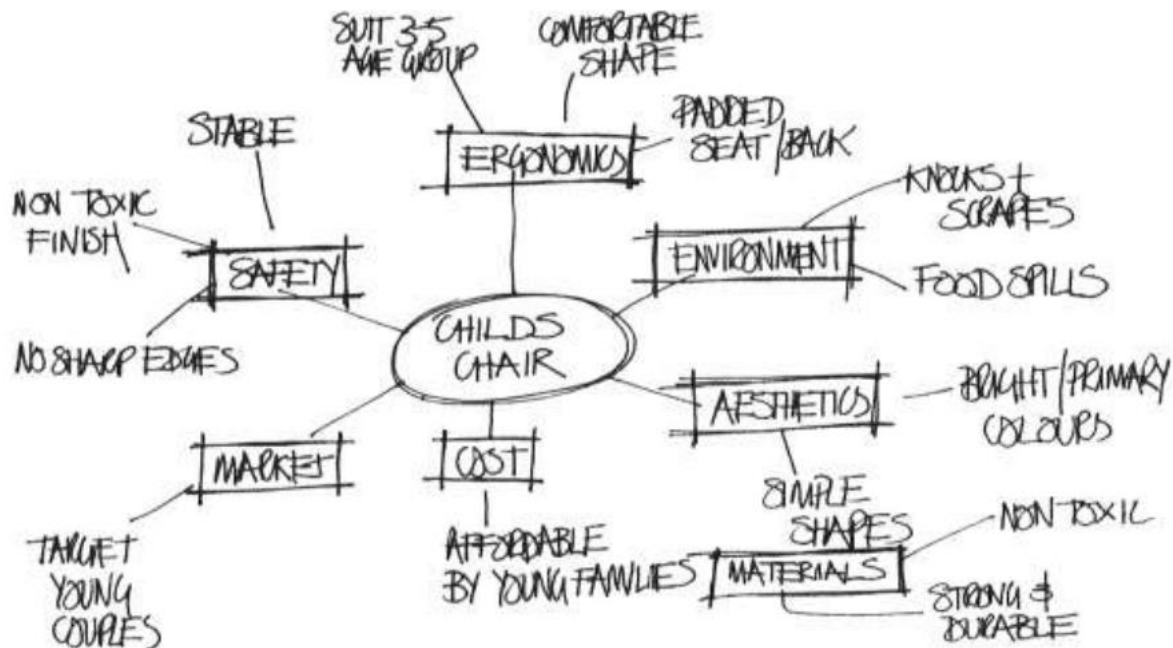 SUIT 3-5
AGE GROUP
COMFORTABLE
SHAPE
PADDED
SEAT/BACK
ERGONOMICS
STABLE
NON TOXIC
FINISH
SAFETY
NO SHARP EDGES
KNOCKS +
SCRAPES
ENVIRONMENT
FOOD SPILLS
CHILDS
CHAIR
AESTHETICS
BRIGHT/PRIMARY
COLOURS
SIMPLE
SHAPES
MARKET
TARGET
YOUNG
COUPLES
COST
AFFORDABLE
BY YOUNG FAMILIES
MATERIALS
NON TOXIC
STRONG &
DURABLE